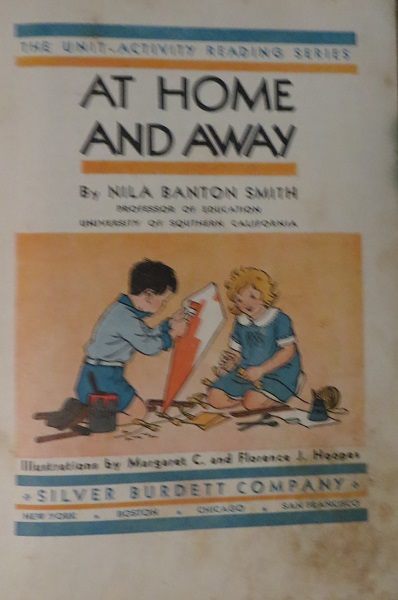 THE UNIT-ACTIVITY READING SERIES
AT HOME
AND AWAY
By NILA BANTON SMITH
PROFESSOR OF EDUCATION
UNIVERSITY OF SOUTHERN CALIFORNIA
Illustrations by Margaret C. and Florence J. Hoopes
SILVER BURDETT COMPANY
NEW YORK . BOSTON . CHICAGO . SAN FRANCISCO